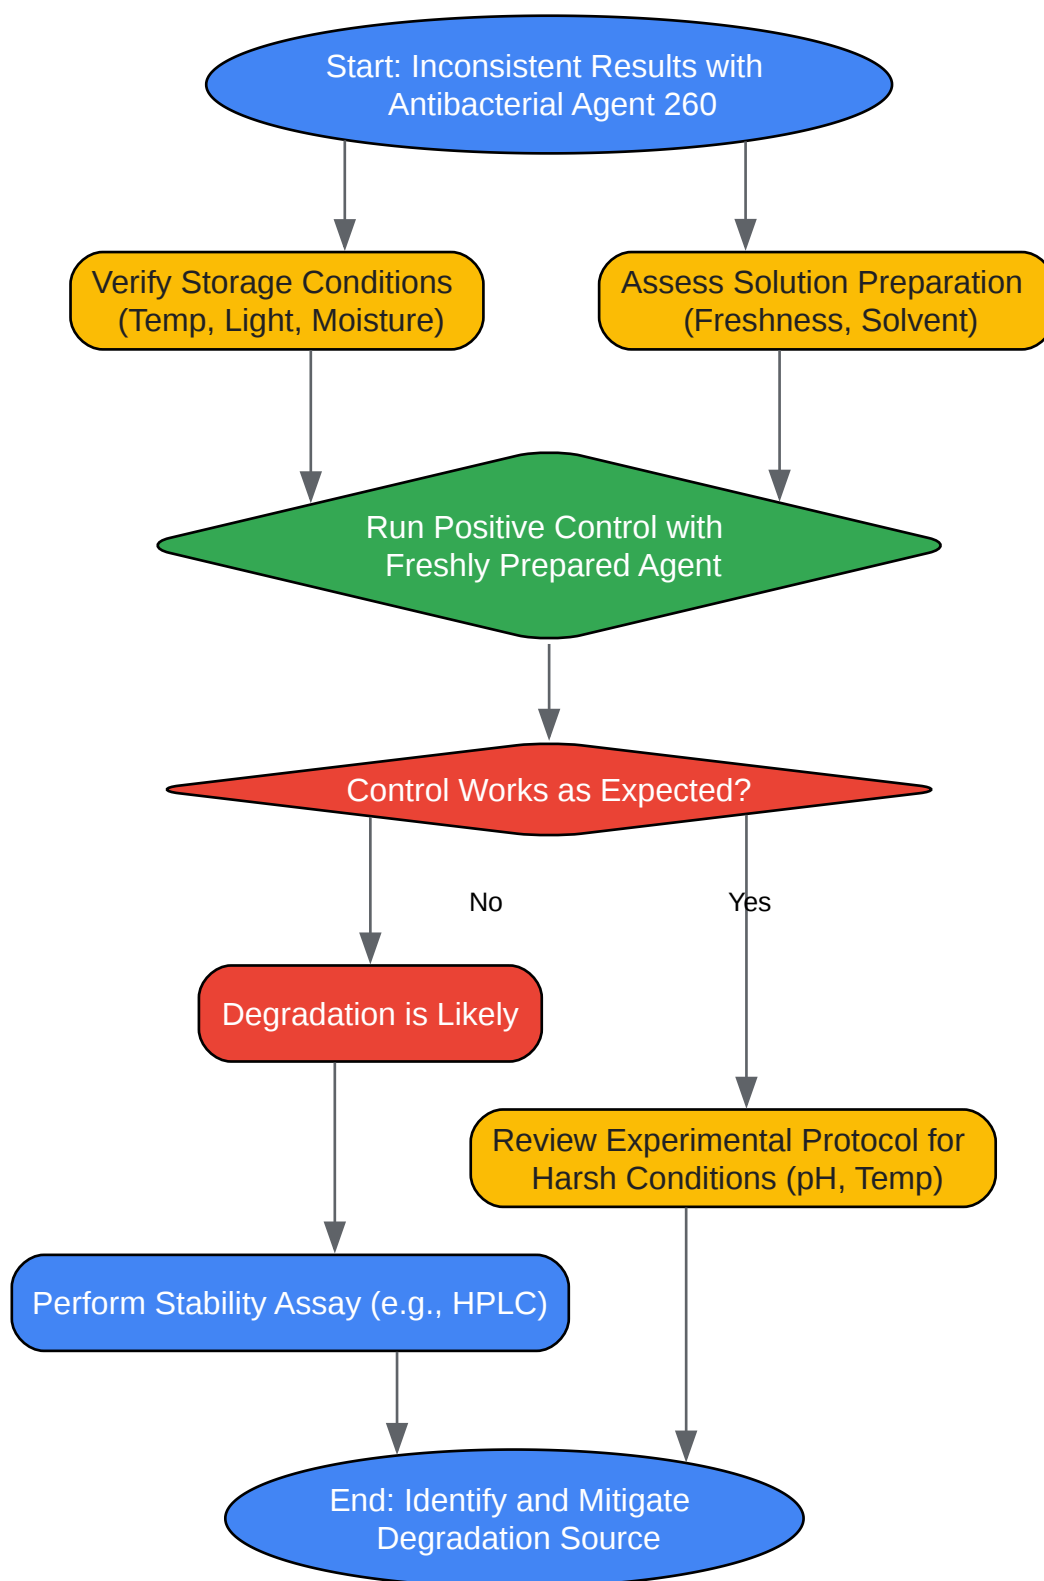 Start: Inconsistent Results with
Antibacterial Agent 260
Verify Storage Conditions
(Temp, Light, Moisture)
Assess Solution Preparation
(Freshness, Solvent)
Run Positive Control with
Freshly Prepared Agent
Control Works as Expected?
No
Yes
Degradation is Likely
Review Experimental Protocol for
Harsh Conditions (pH, Temp)
Perform Stability Assay (e.g., HPLC)
End: Identify and Mitigate
Degradation Source